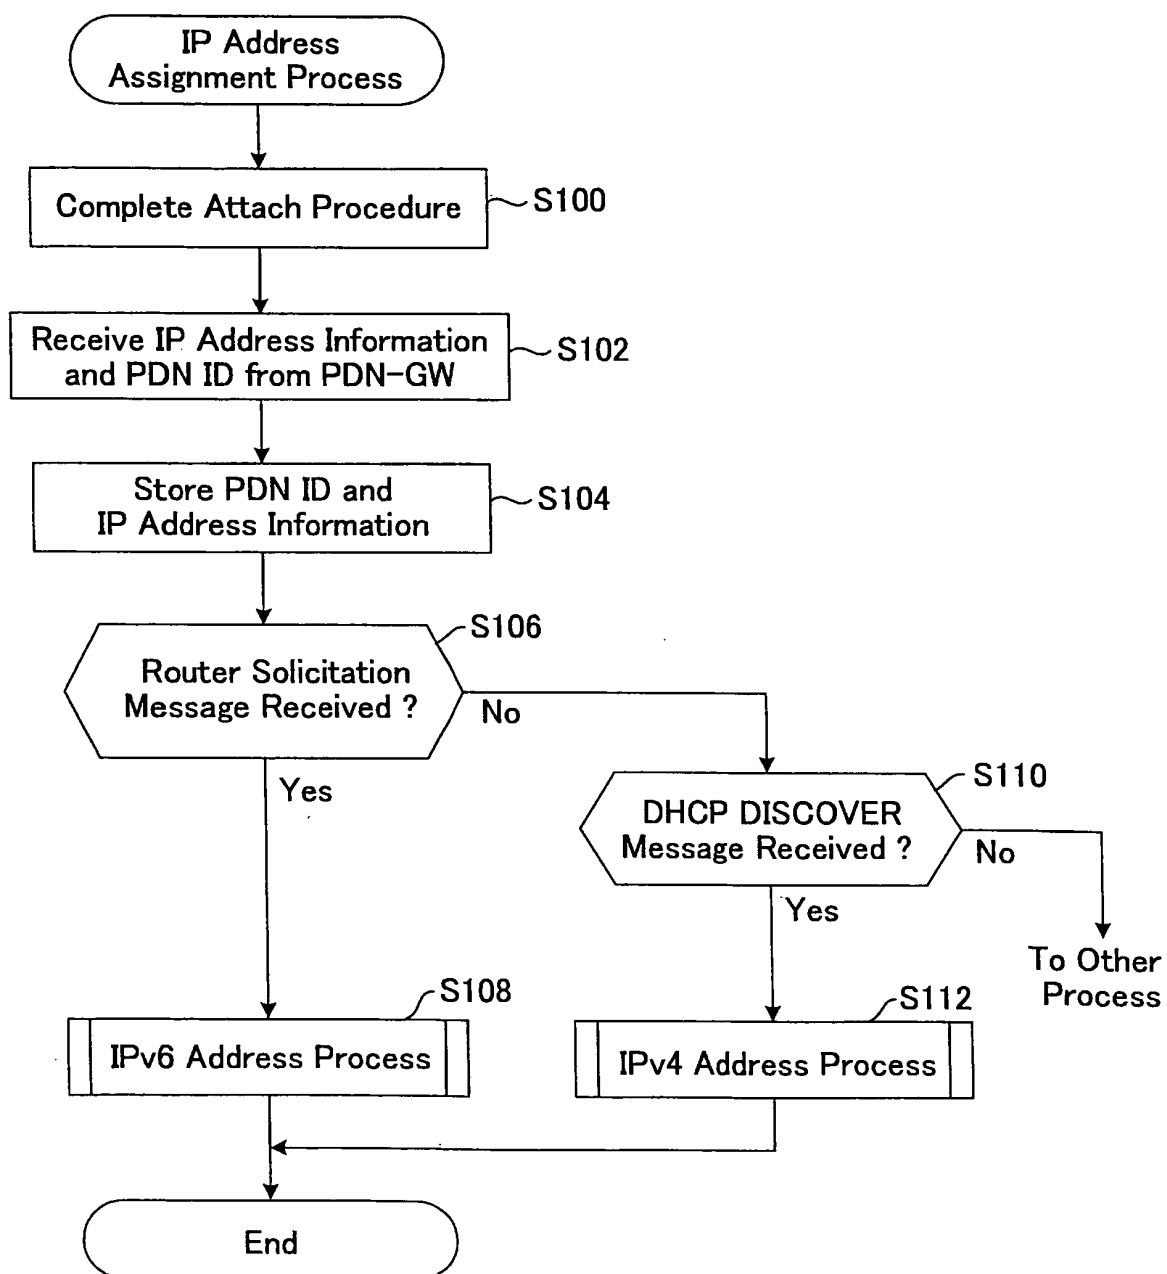 IP Address
Assignment Process
Complete Attach Procedure
S100
Receive IP Address Information
and PDN ID from PDN-GW
S102
Store PDN ID and
IP Address Information
S104
S106
Router Solicitation
Message Received ?
No
Yes
S110
DHCP DISCOVER
Message Received ?
No
Yes
To Other
Process
S108
IPv6 Address Process
S112
IPv4 Address Process
End